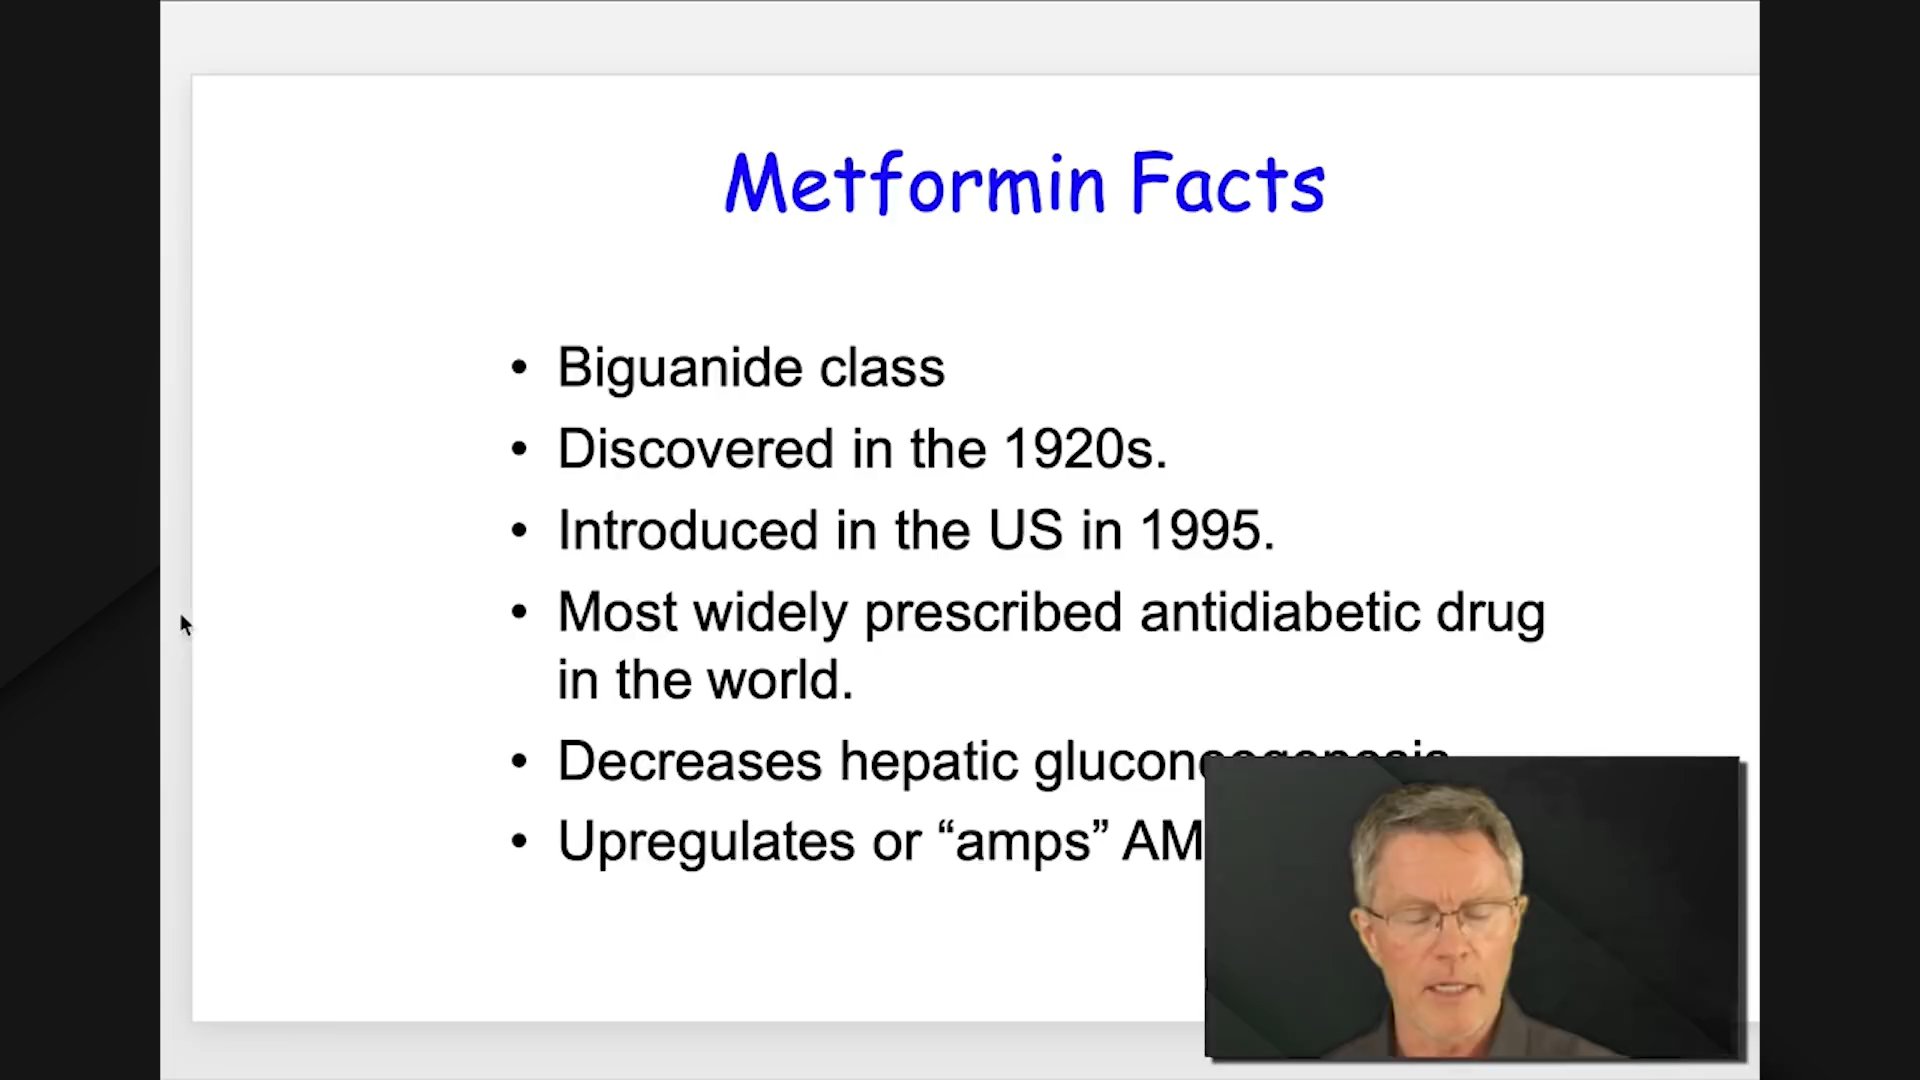 Metformin Facts
• Biguanide class
• Discovered in the 1920s.
• Introduced in the US in 1995.
• Most widely prescribed antidiabetic drug
in the world.
• Decreases hepatic gluconeogenesis
• Upregulates or “amps” AM